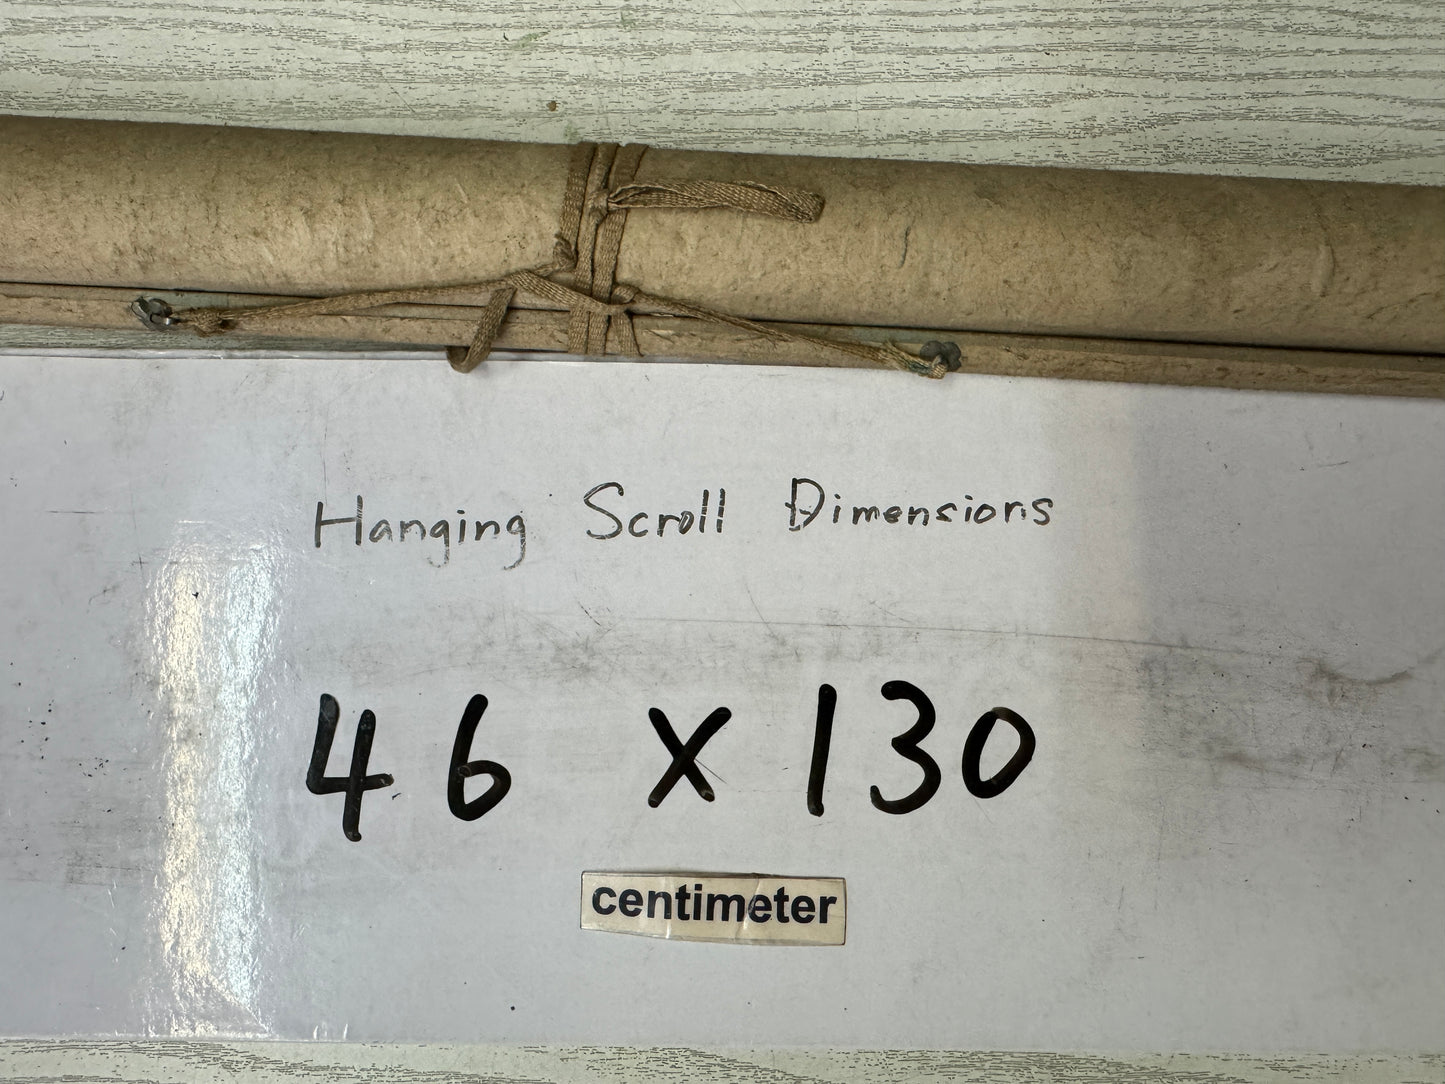 Hanging Scroll Dimensions
46 x 130
centimeter